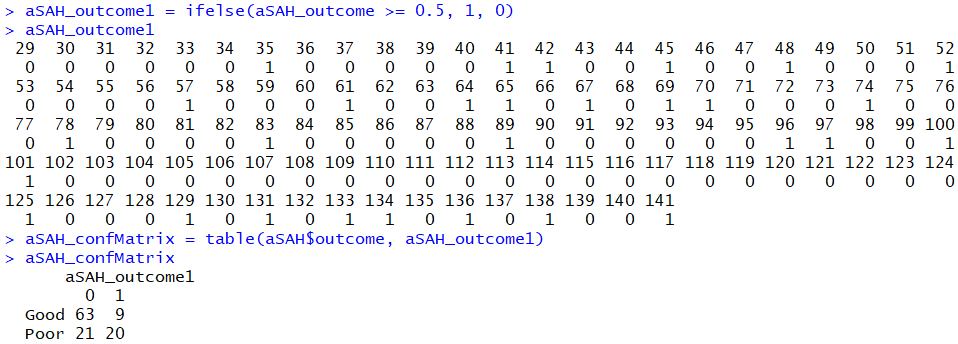 > aSAH_outcome1 = ifelse(aSAH_outcome >= 0.5, 1, 0)
> aSAH_outcome1
29 30 31 32 33 34 35 36 37 38 39 40 41 42 43 44 45 46 47 48 49 50 51 52
0 0 0 0 0 0 1 0 0 0 0 0 1 1 0 0 1 0 0 1 0 0 0 1
53 54 55 56 57 58 59 60 61 62 63 64 65 66 67 68 69 70 71 72 73 74 75 76
0 0 0 0 1 0 0 0 1 0 0 1 1 0 1 0 1 1 0 0 0 1 0 0
77 78 79 80 81 82 83 84 85 86 87 88 89 90 91 92 93 94 95 96 97 98 99 100
0 1 0 0 0 0 1 0 0 0 0 0 1 0 0 0 0 0 0 1 1 0 0 1
101 102 103 104 105 106 107 108 109 110 111 112 113 114 115 116 117 118 119 120 121 122 123 124
1 0 0 0 0 0 0 0 0 0 0 0 0 0 0 0 0 0 0 0 0 0 0 0
125 126 127 128 129 130 131 132 133 134 135 136 137 138 139 140 141
1 0 0 0 1 0 1 0 1 1 0 1 0 1 0 0 1
> aSAH_confMatrix = table(aSAH$outcome, aSAH_outcome1)
> aSAH_confMatrix
aSAH_outcome1
0 1
Good 63 9
Poor 21 20